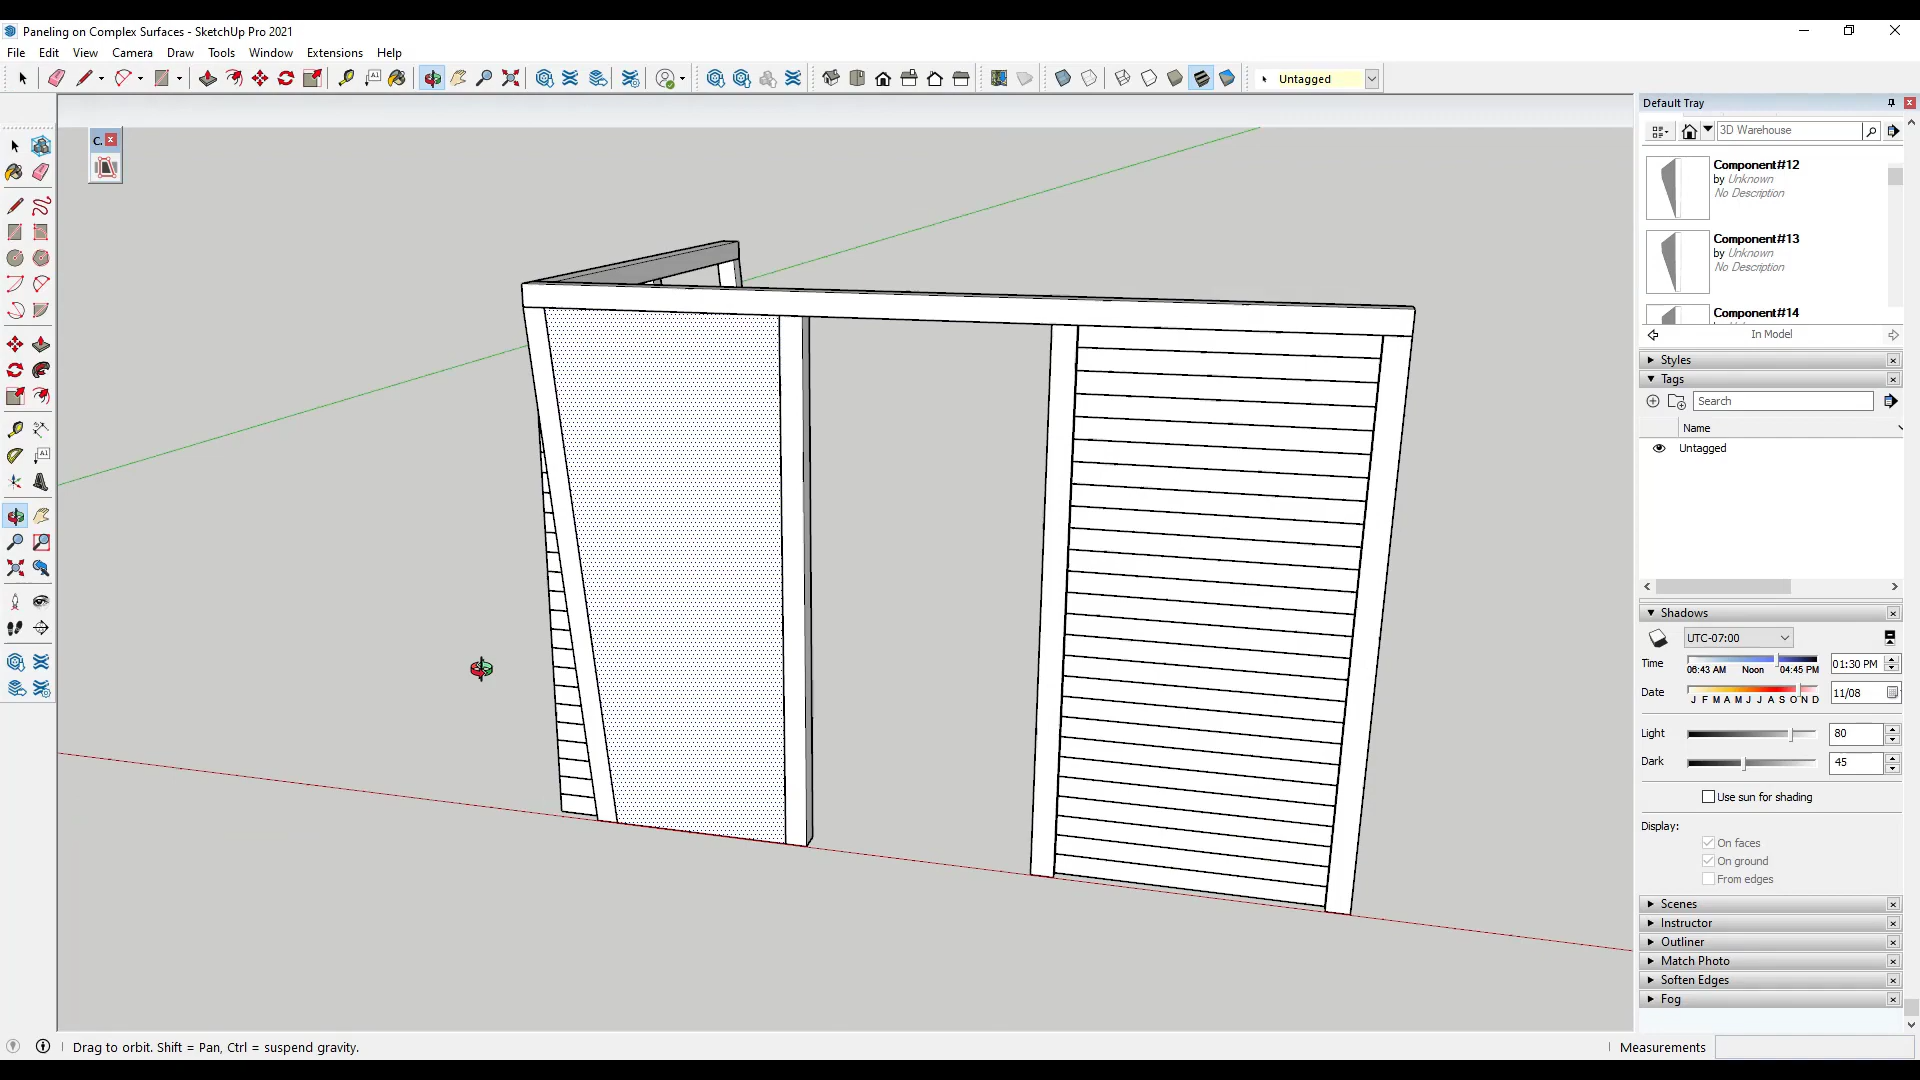 Paneling on Complex Surfaces - SketchUp Pro 2021
File Edit View Camera Draw Tools Window Extensions Help
A1
Untagged
Default Tray
C.
3D Warehouse
Component#12
by Unknown
No Description
Component#13
by Unknown
No Description
Component#14
In Model
Styles
Tags
Search
Name
Untagged
A1
Shadows
UTC-07:00
Time
06:43 AM Noon 04:45 PM
01:30 PM
Date
J F M A M J J A S O N D
11/08
Light
80
Dark
45
Use sun for shading
Display:
On faces
On ground
From edges
Scenes
Instructor
Outliner
Match Photo
Soften Edges
Fog
Drag to orbit. Shift = Pan, Ctrl = suspend gravity.
Measurements